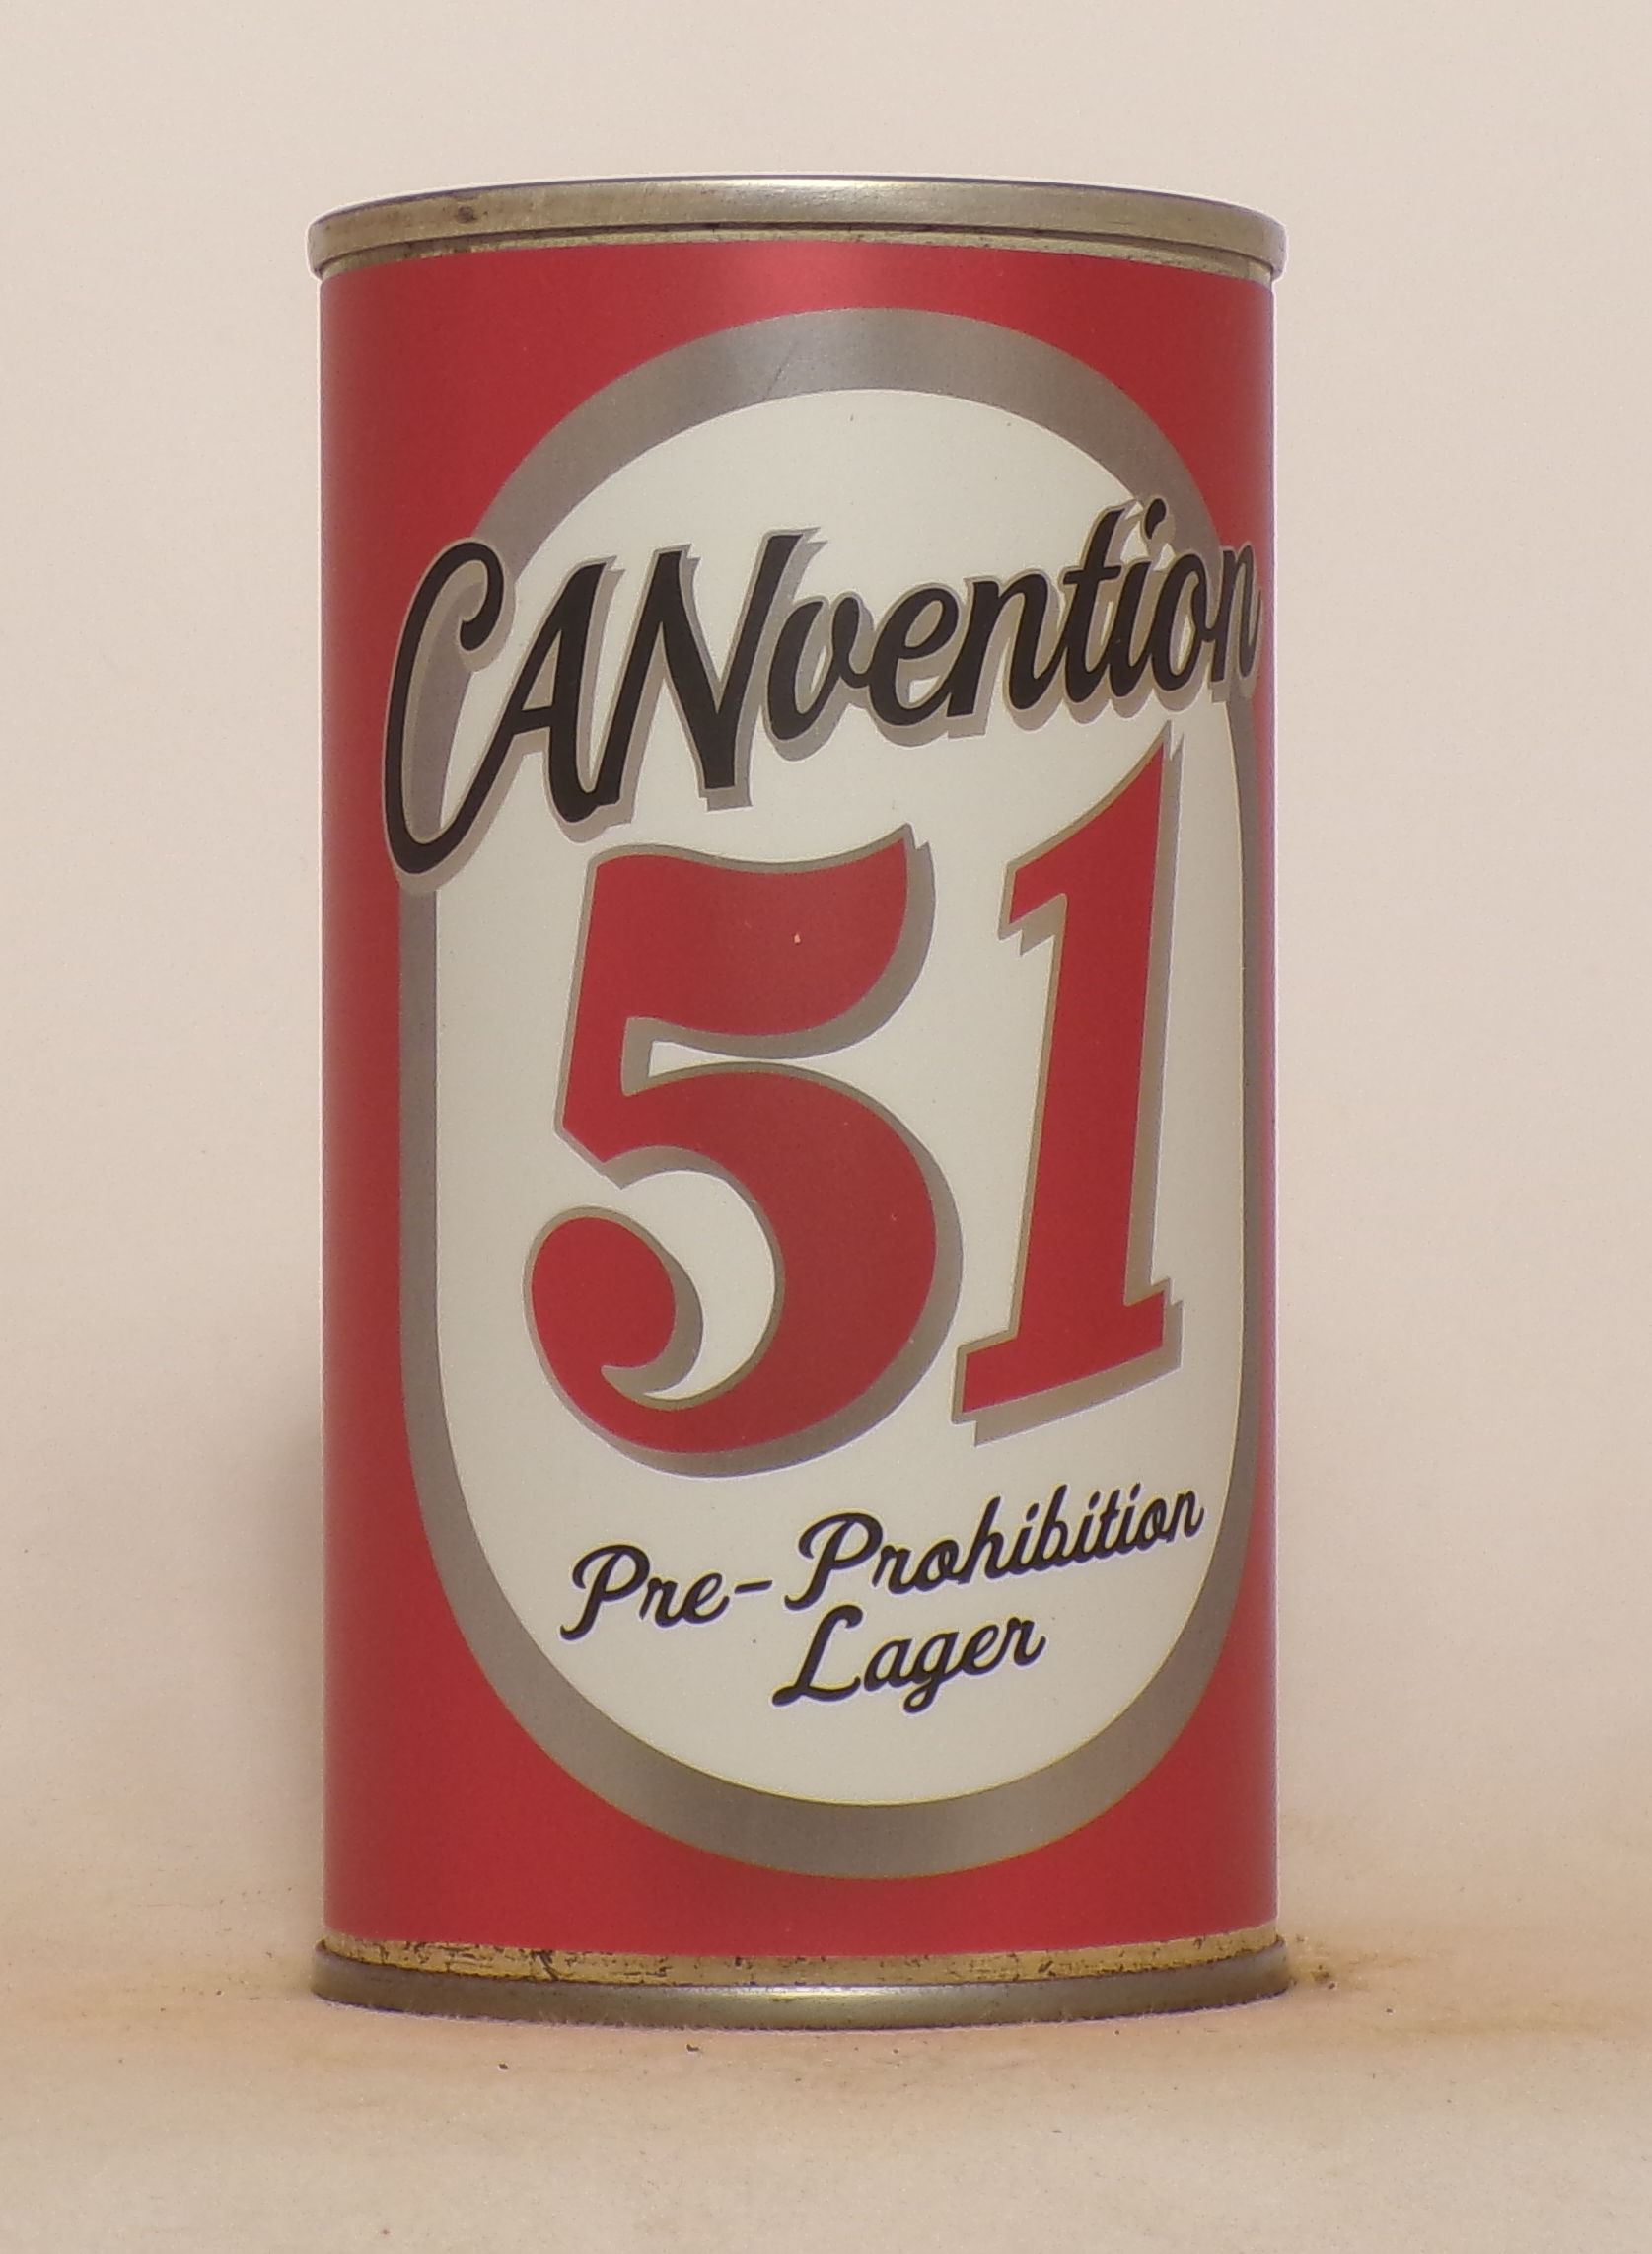 CANvention
51
Pre-Prohibition
Lager